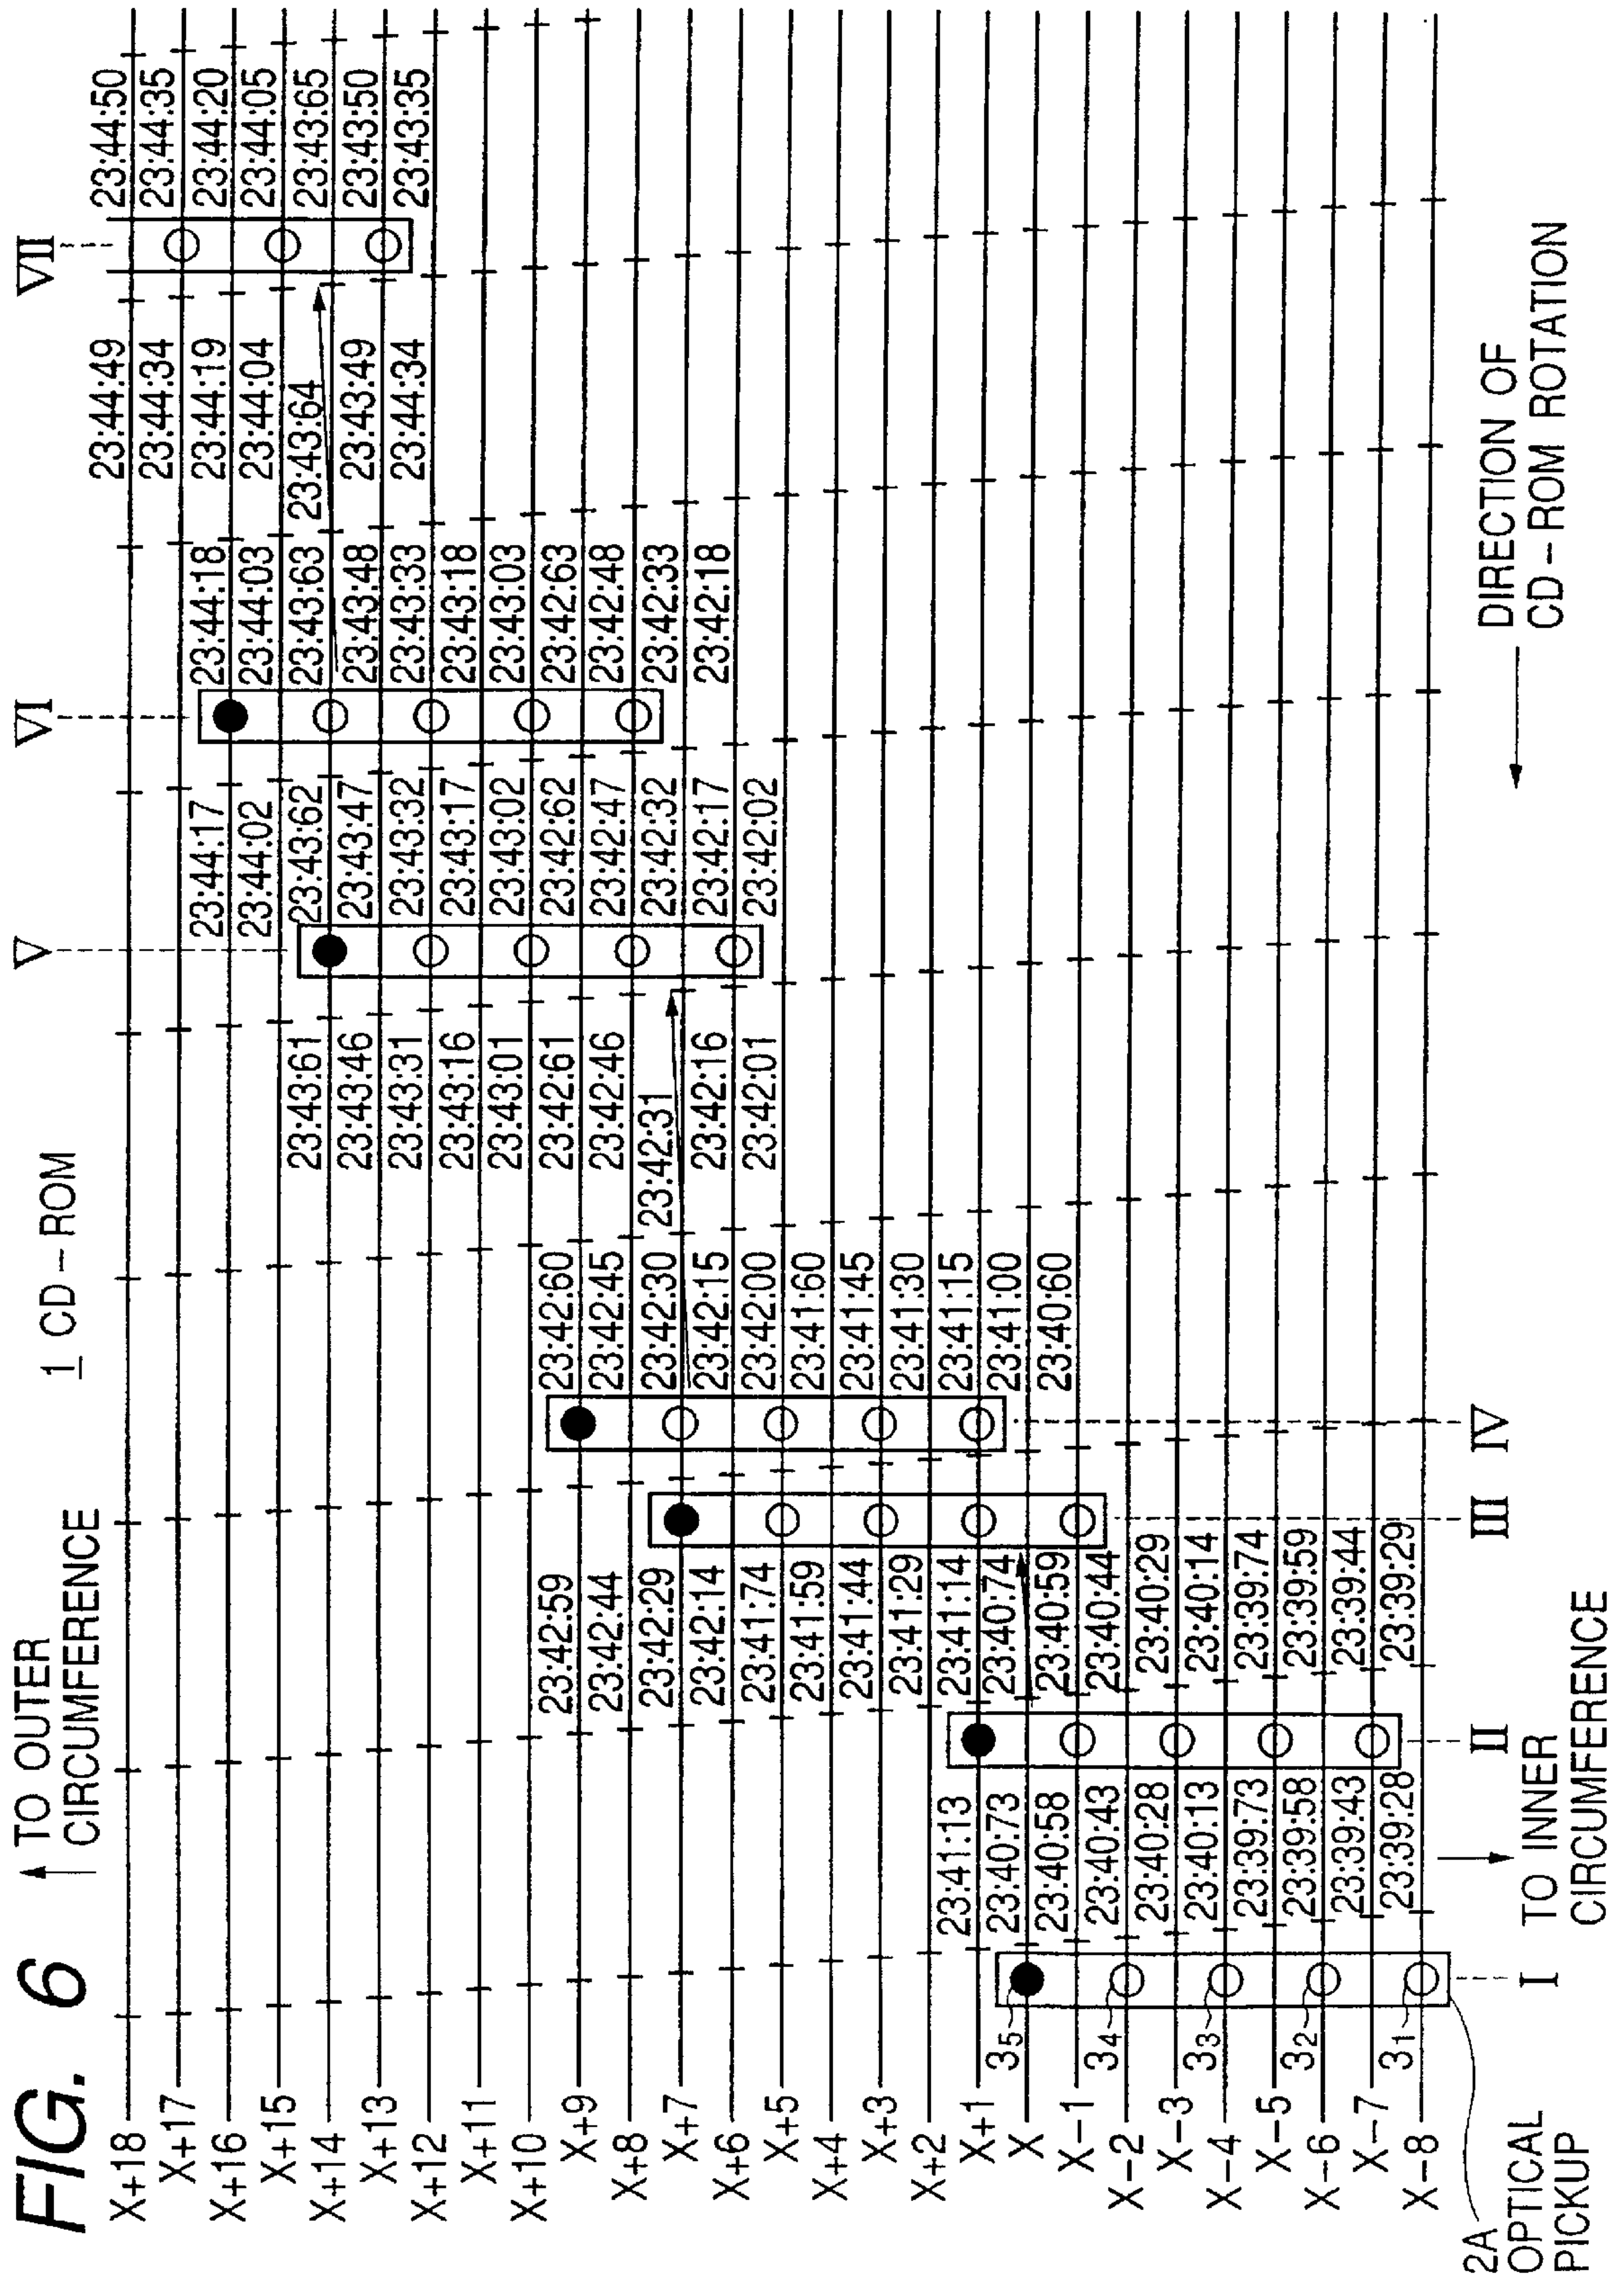 FIG. 6
↑ TO OUTER
CIRCUMFERENCE
1 CD-ROM
V
VI
VII
X+18
X+17
X+16
X+15
X+14
X+13
X+12
X+11
X+10
X+9
X+8
X+7
X+6
X+5
X+4
X+3
X+2
X+1
X
X-1
X-2
X-3
X-4
X-5
X-6
X-7
X-8
35
34
33
32
31
2A
OPTICAL
PICKUP
I
23:41:13
23:40:73
23:40:58
23:40:43
23:40:28
23:40:13
23:39:73
23:39:58
23:39:43
23:39:28
↓ TO INNER
CIRCUMFERENCE
II
23:42:59
23:42:44
23:42:29
23:42:14
23:41:74
23:41:59
23:41:44
23:41:29
23:41:14
23:40:74
23:40:59
23:40:44
23:40:29
23:40:14
23:39:74
23:39:59
23:39:44
23:39:29
III
IV
23:42:60
23:42:45
23:42:30
23:42:15
23:42:00
23:41:60
23:41:45
23:41:30
23:41:15
23:41:00
23:40:60
23:43:61
23:43:46
23:43:31
23:43:16
23:43:01
23:42:61
23:42:46
23:42:31
23:42:16
23:42:01
23:44:17
23:44:02
23:43:62
23:43:47
23:43:32
23:43:17
23:43:02
23:42:62
23:42:47
23:42:32
23:42:17
23:42:02
23:44:18
23:44:03
23:43:63
23:43:48
23:43:33
23:43:18
23:43:03
23:42:63
23:42:48
23:42:33
23:42:18
23:44:49
23:44:34
23:44:19
23:44:04
23:43:64
23:43:49
23:44:34
23:44:50
23:44:35
23:44:20
23:44:05
23:43:65
23:43:50
23:43:35
DIRECTION OF
CD-ROM ROTATION